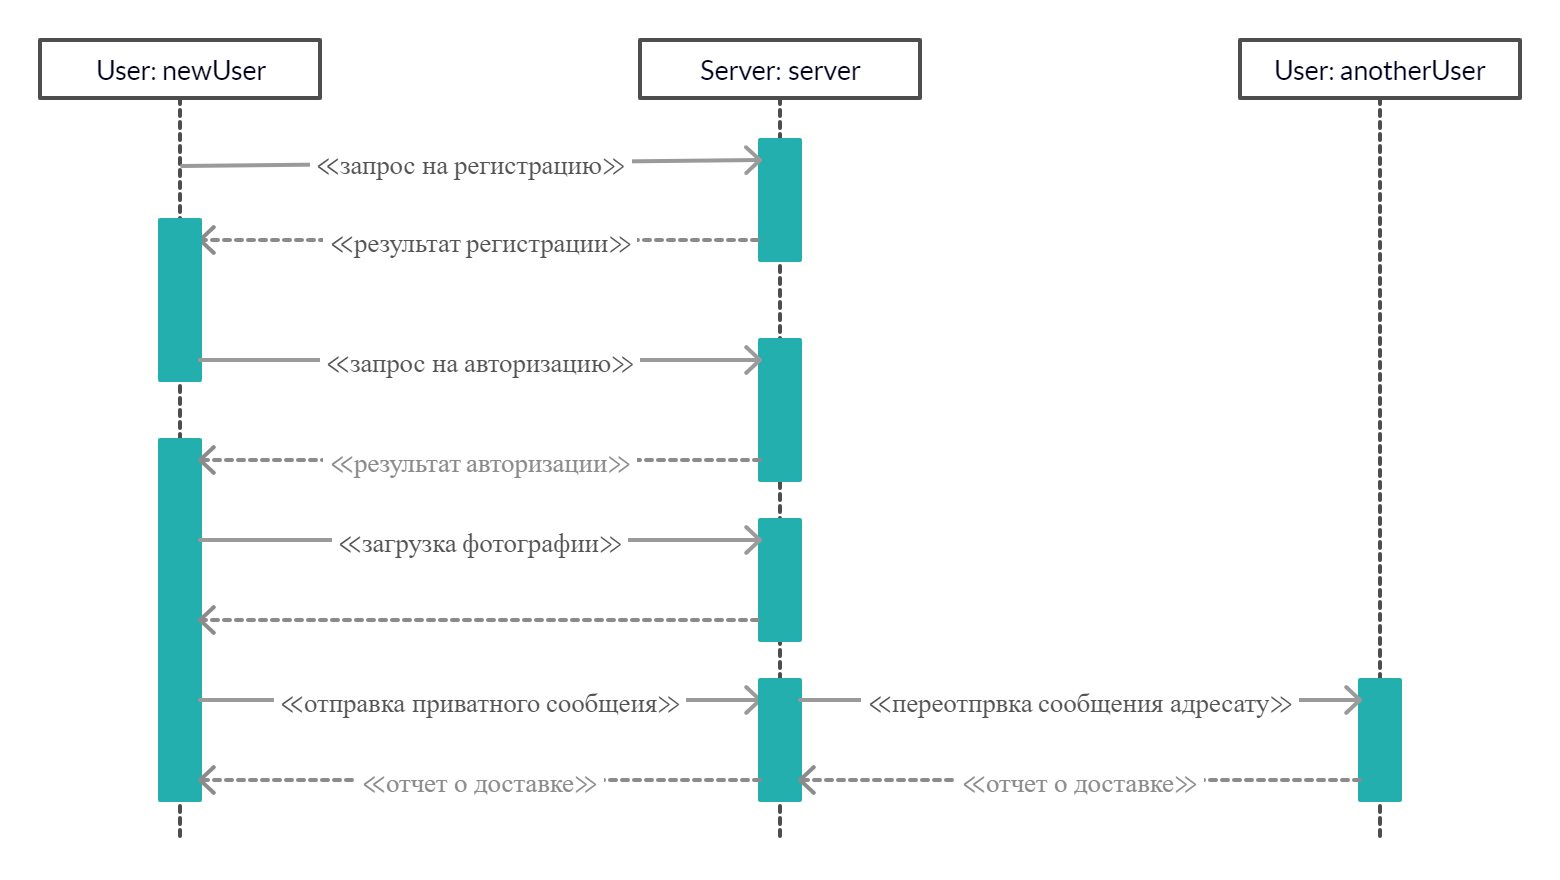 User: newUser
Server: server
User: anotherUser
≪запрос на регистрацию≫
≪результат регистрации≫
≪запрос на авторизацию≫
≪результат авторизации≫
≪загрузка фотографии≫
≪отправка приватного сообщеия≫
≪переотпрвка сообщения адресату≫
≪отчет о доставке≫
≪отчет о доставке≫